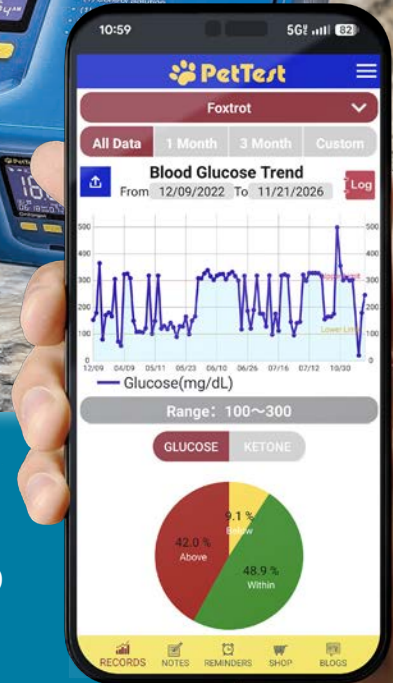 10:59 5G 82
PetTest
Foxtrot
All Data 1 Month 3 Month Custom
Blood Glucose Trend
From 12/09/2022 To 11/21/2026
Log
500 500
400 400
300 300
200 200
100 100
0 0
Lower Limit
12/09 04/09 05/11 05/23 06/10 06/26 07/16 07/12 10/30
Glucose(mg/dL)
Range: 100~300
GLUCOSE KETONE
9.1 %
Below
42.0 %
Above
48.9 %
Within
RECORDS NOTES REMINDERS SHOP BLOGS